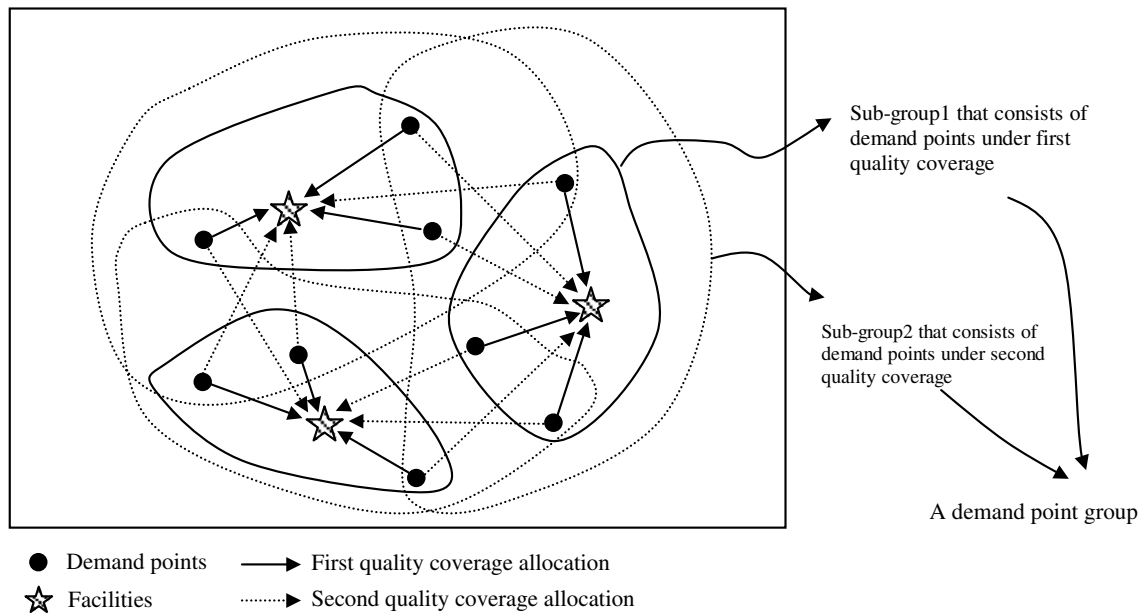 Sub-group1 that consists of
demand points under first
quality coverage
Sub-group2 that consists of
demand points under second
quality coverage
A demand point group
Demand points
First quality coverage allocation
Facilities
Second quality coverage allocation